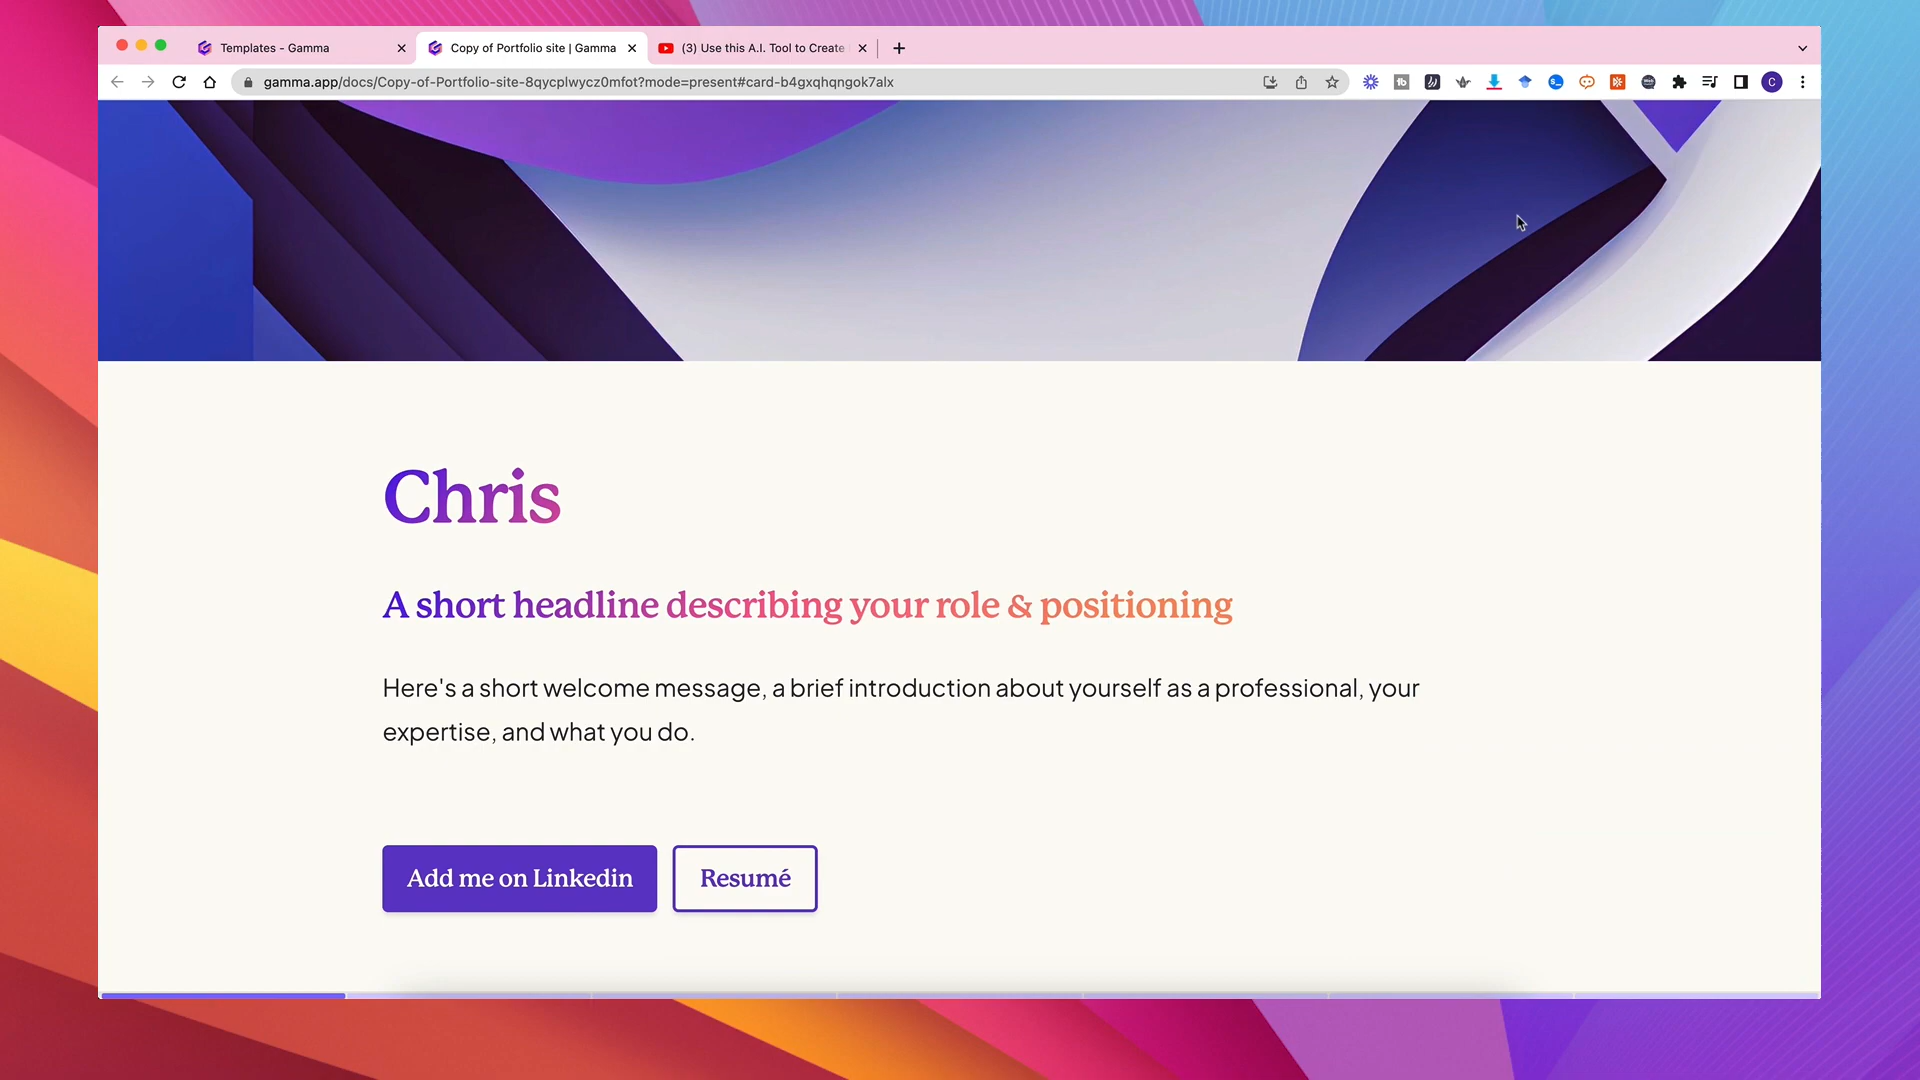 Templates - Gamma
Copy of Portfolio site | Gamma
(3) Use this A.I. Tool to Create
gamma.app/docs/Copy-of-Portfolio-site-8qycplwycz0mfot?mode=present#card-b4gxqhqngok7alx
C
Chris
A short headline describing your role & positioning
Here's a short welcome message, a brief introduction about yourself as a professional, your
expertise, and what you do.
Add me on Linkedin
Resumé